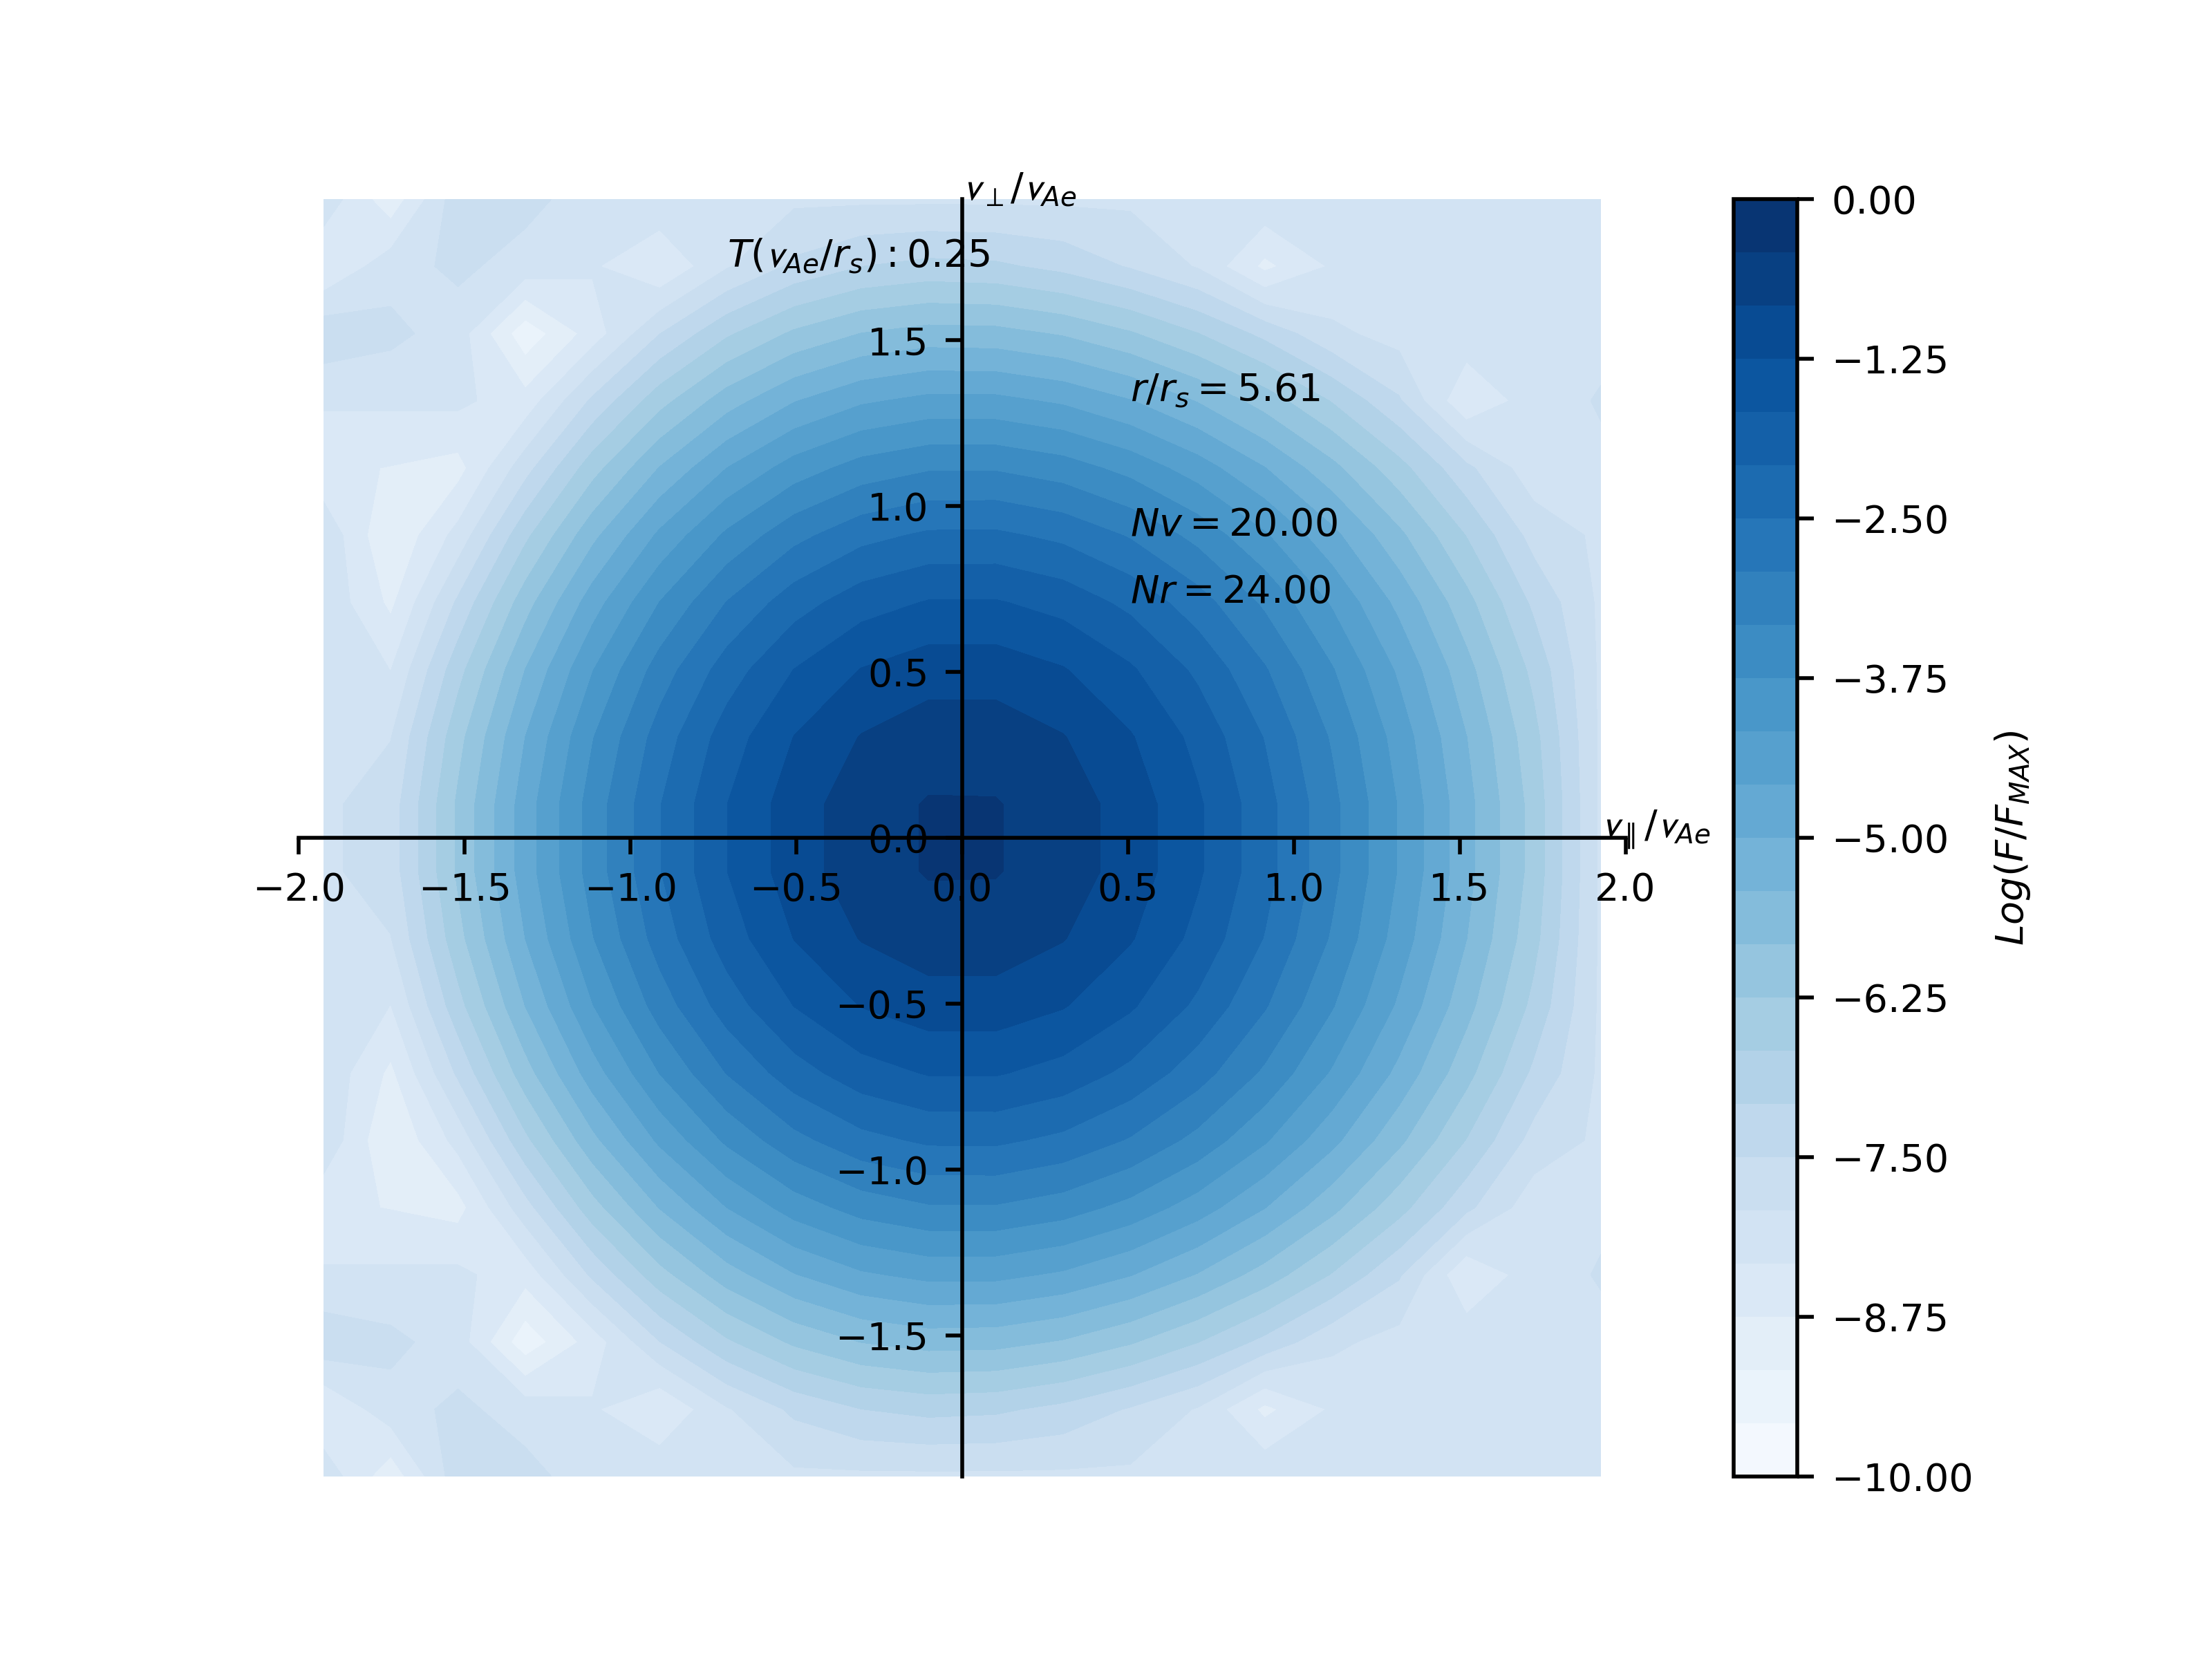 v⊥/vAe
T(vAe/rs) : 0.25
r/rs = 5.61
Nv = 20.00
Nr = 24.00
1.5
1.0
0.5
0.0
−0.5
−1.0
−1.5
−2.0 −1.5 −1.0 −0.5 0.0 0.5 1.0 1.5 2.0
v∥/vAe
0.00
−1.25
−2.50
−3.75
−5.00
−6.25
−7.50
−8.75
−10.00
Log(F/FMAX)